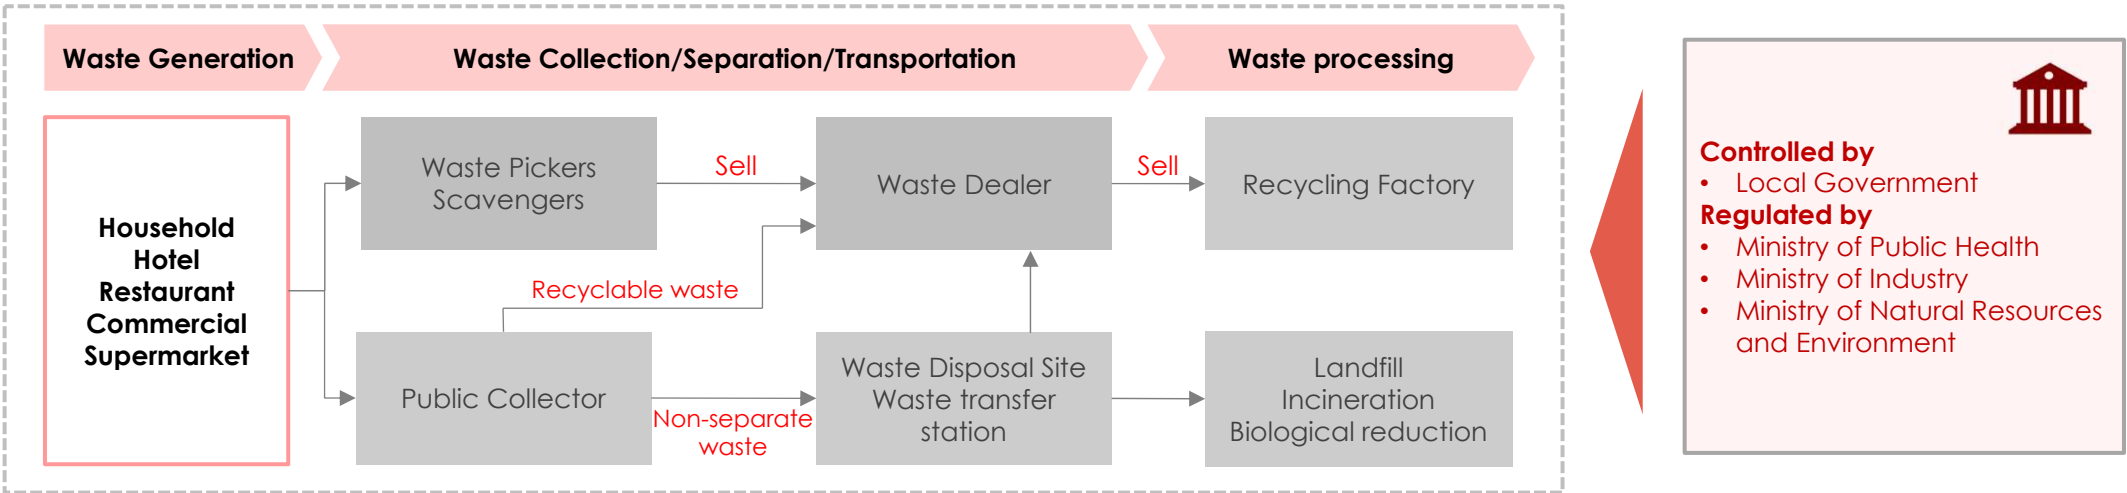 Waste Generation
Waste Collection/Separation/Transportation
Waste processing
Household
Hotel
Restaurant
Commercial
Supermarket
Waste Pickers
Scavengers
Sell
Waste Dealer
Sell
Recycling Factory
Recyclable waste
Public Collector
Non-separate
waste
Waste Disposal Site
Waste transfer
station
Landfill
Incineration
Biological reduction
Controlled by
• Local Government
Regulated by
• Ministry of Public Health
• Ministry of Industry
• Ministry of Natural Resources
and Environment